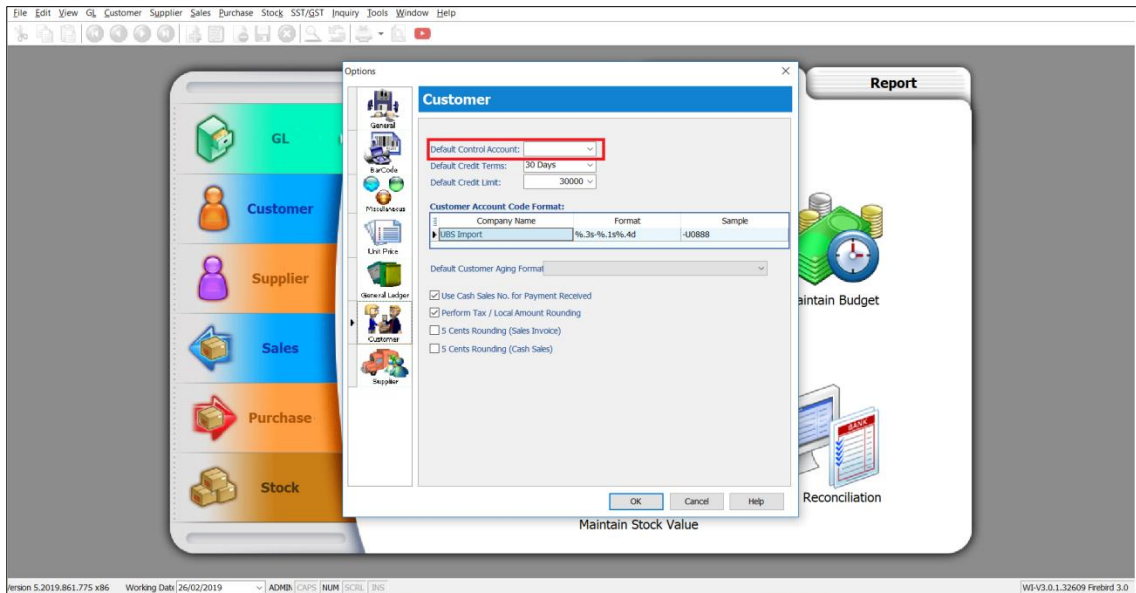 File Edit View GL Customer Supplier Sales Purchase Stock SST/GST Inquiry Tools Window Help
Options
Report
General
BarCode
Miscellaneous
Unit Price
General Ledger
Customer
Supplier
Customer
Default Control Account:
Default Credit Terms: 30 Days
Default Credit Limit: 30000
Customer Account Code Format:
Company Name Format Sample
UBS Import %.3s-%.1s%.4d -U0888
Default Customer Aging Format
Use Cash Sales No. for Payment Received
Perform Tax / Local Amount Rounding
5 Cents Rounding (Sales Invoice)
5 Cents Rounding (Cash Sales)
OK Cancel Help
GL
Customer
Supplier
Sales
Purchase
Stock
aintain Budget
BANK
Reconciliation
Maintain Stock Value
ersion 5.2019.861.775 x86 Working Date 26/02/2019 ADMIN CAPS NUM SCRL INS WI-V3.0.1.32609 Firebird 3.0